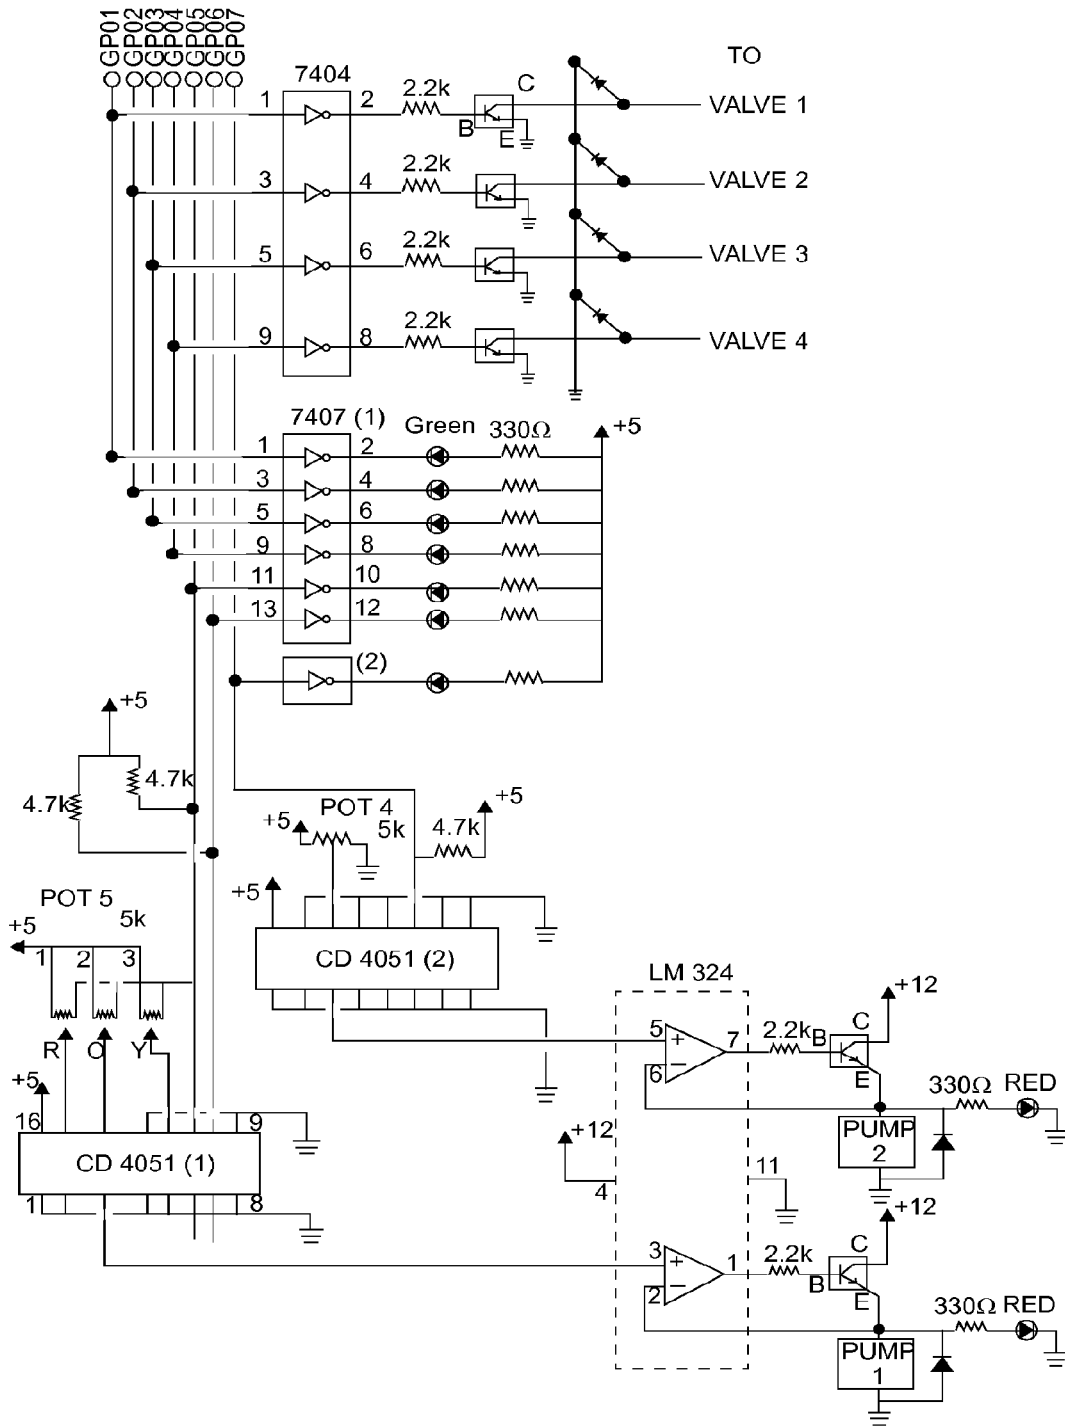 GP01 GP02 GP03 GP04 GP05 GP06 GP07
7404 TO
1 2 2.2k C VALVE 1
B E
3 4 2.2k VALVE 2
5 6 2.2k VALVE 3
9 8 2.2k VALVE 4
7407 (1) Green 330Ω +5
1 2
3 4
5 6
9 8
11 10
13 12
(2)
+5
4.7k 4.7k
POT 4 +5
+5 5k 4.7k
POT 5 +5
+5 5k
1 2 3 CD 4051 (2)
LM 324
+12
R O Y 5 + 7 2.2k B C
6 − E
+5 330Ω RED
16 9 +12 PUMP 2
CD 4051 (1) 4 11
1 8 +12
3 + 1 2.2k C
2 − B E
330Ω RED
PUMP 1